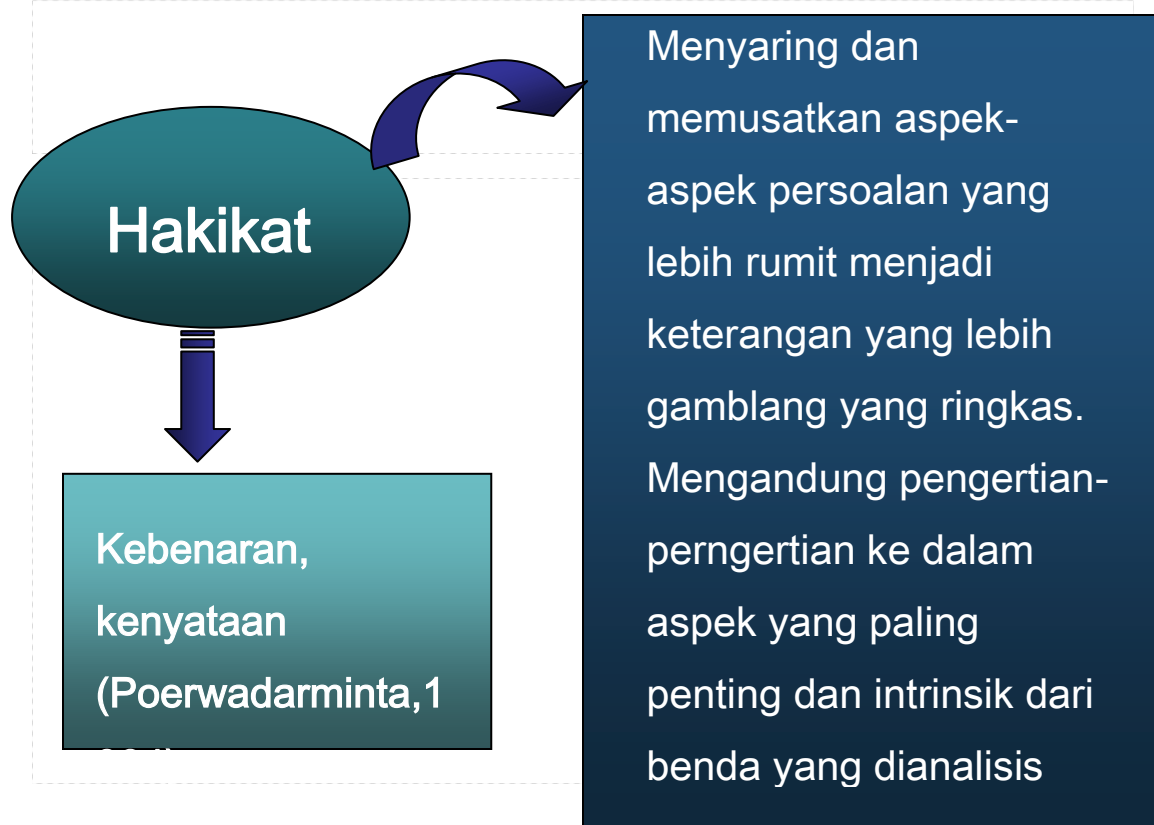 Hakikat
Kebenaran,
kenyataan
(Poerwadarminta,1
Menyaring dan
memusatkan aspek-
aspek persoalan yang
lebih rumit menjadi
keterangan yang lebih
gamblang yang ringkas.
Mengandung pengertian-
perngertian ke dalam
aspek yang paling
penting dan intrinsik dari
benda yang dianalisis